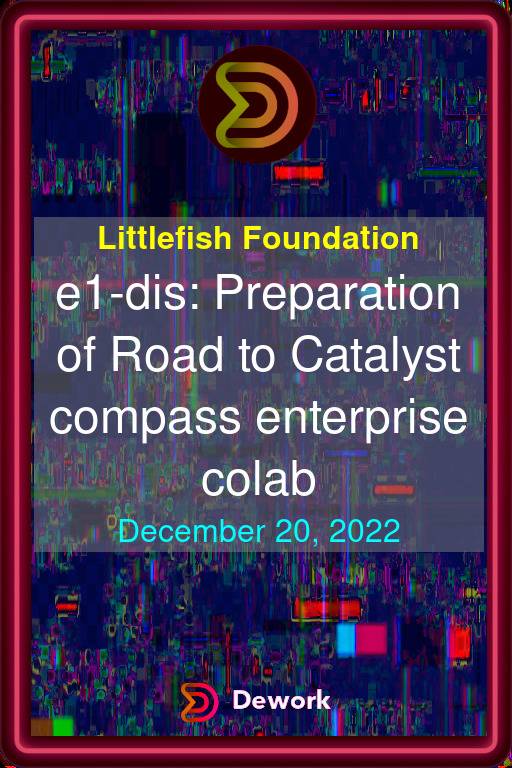 Littlefish Foundation
e1-dis: Preparation
of Road to Catalyst
compass enterprise
colab
December 20, 2022
Dework